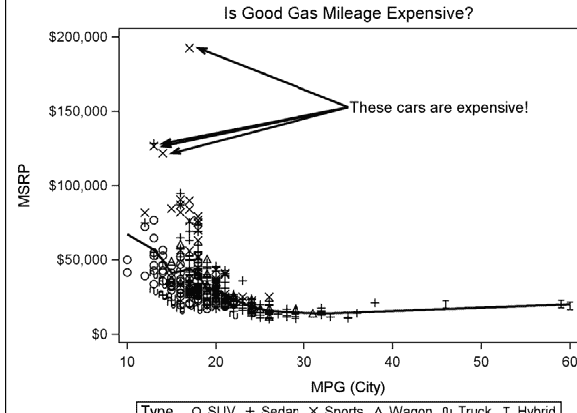 Is Good Gas Mileage Expensive?
$200,000
$150,000
$100,000
$50,000
$0
MSRP
These cars are expensive!
10 20 30 40 50 60
MPG (City)
Type SUV Sedan Sports Wagon Truck Hybrid